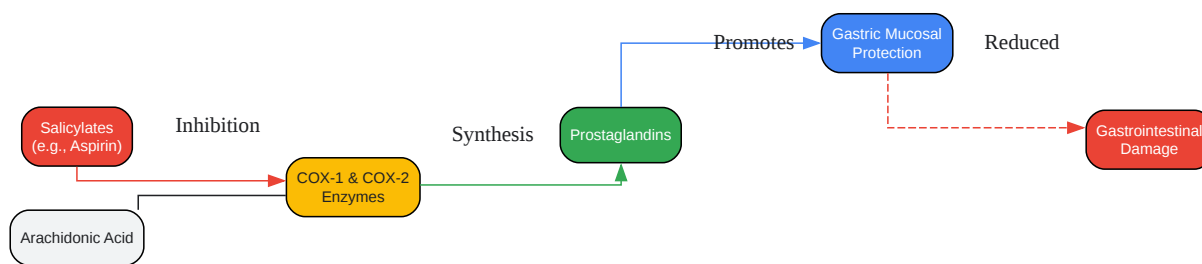 Salicylates
(e.g., Aspirin)
Inhibition
Arachidonic Acid
COX-1 & COX-2
Enzymes
Synthesis
Prostaglandins
Promotes
Gastric Mucosal
Protection
Reduced
Gastrointestinal
Damage